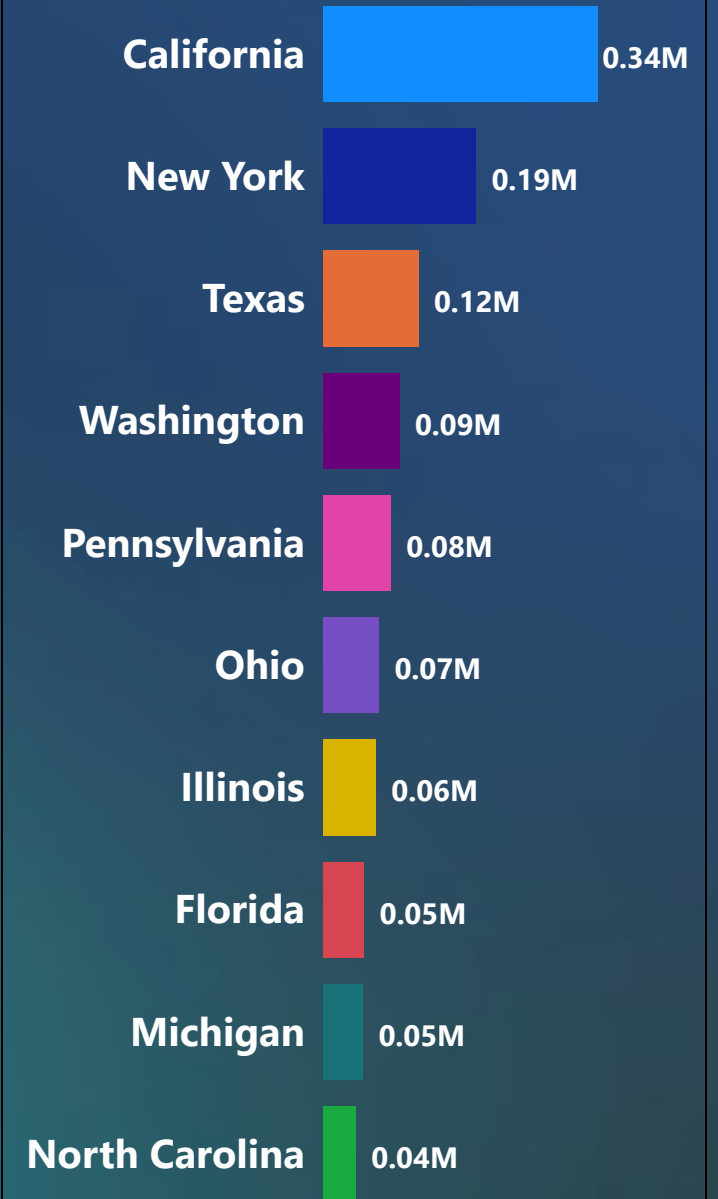 California 0.34M
New York 0.19M
Texas 0.12M
Washington 0.09M
Pennsylvania 0.08M
Ohio 0.07M
Illinois 0.06M
Florida 0.05M
Michigan 0.05M
North Carolina 0.04M